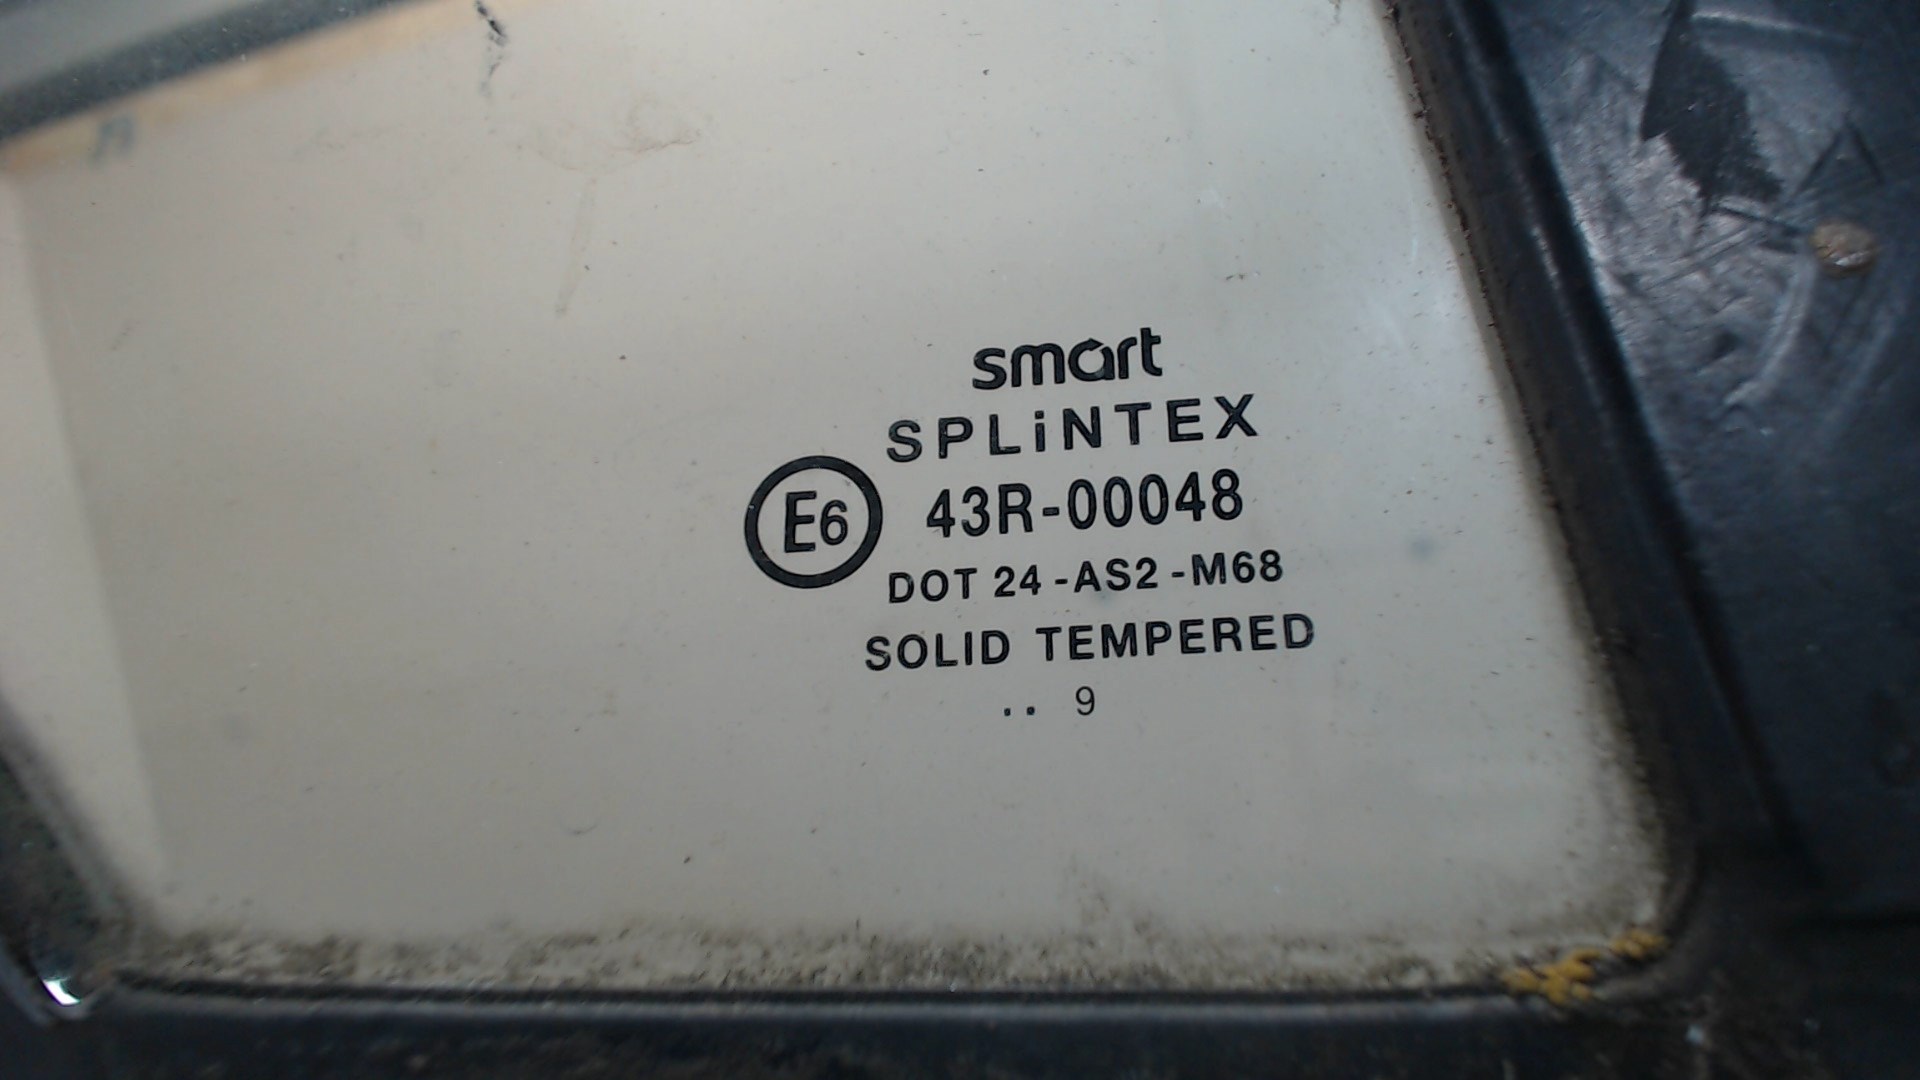 smart
SPLiNTEX
E6 43R-00048
DOT 24-AS2-M68
SOLID TEMPERED
.. 9